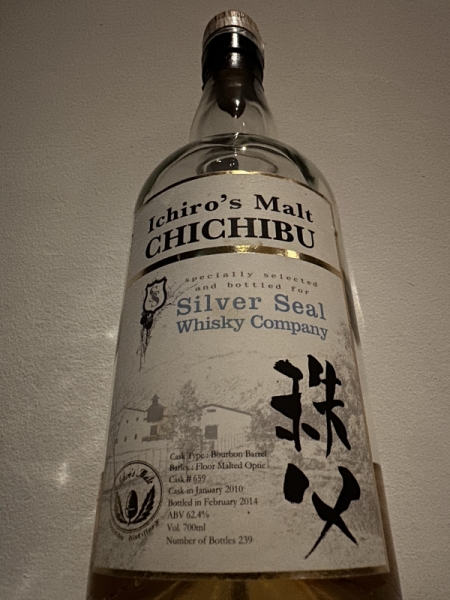 Ichiro's Malt
CHICHIBU
specially selected
and bottled for
S
Silver Seal
Whisky Company
秩
父
Cask Type : Bourbon Barrel
Barley : Floor Malted Optic
Cask # 659
Cask in January 2010
Bottled in February 2014
ABV 62.4%
Vol. 700ml
Number of Bottles 239
Ichiro's Malt